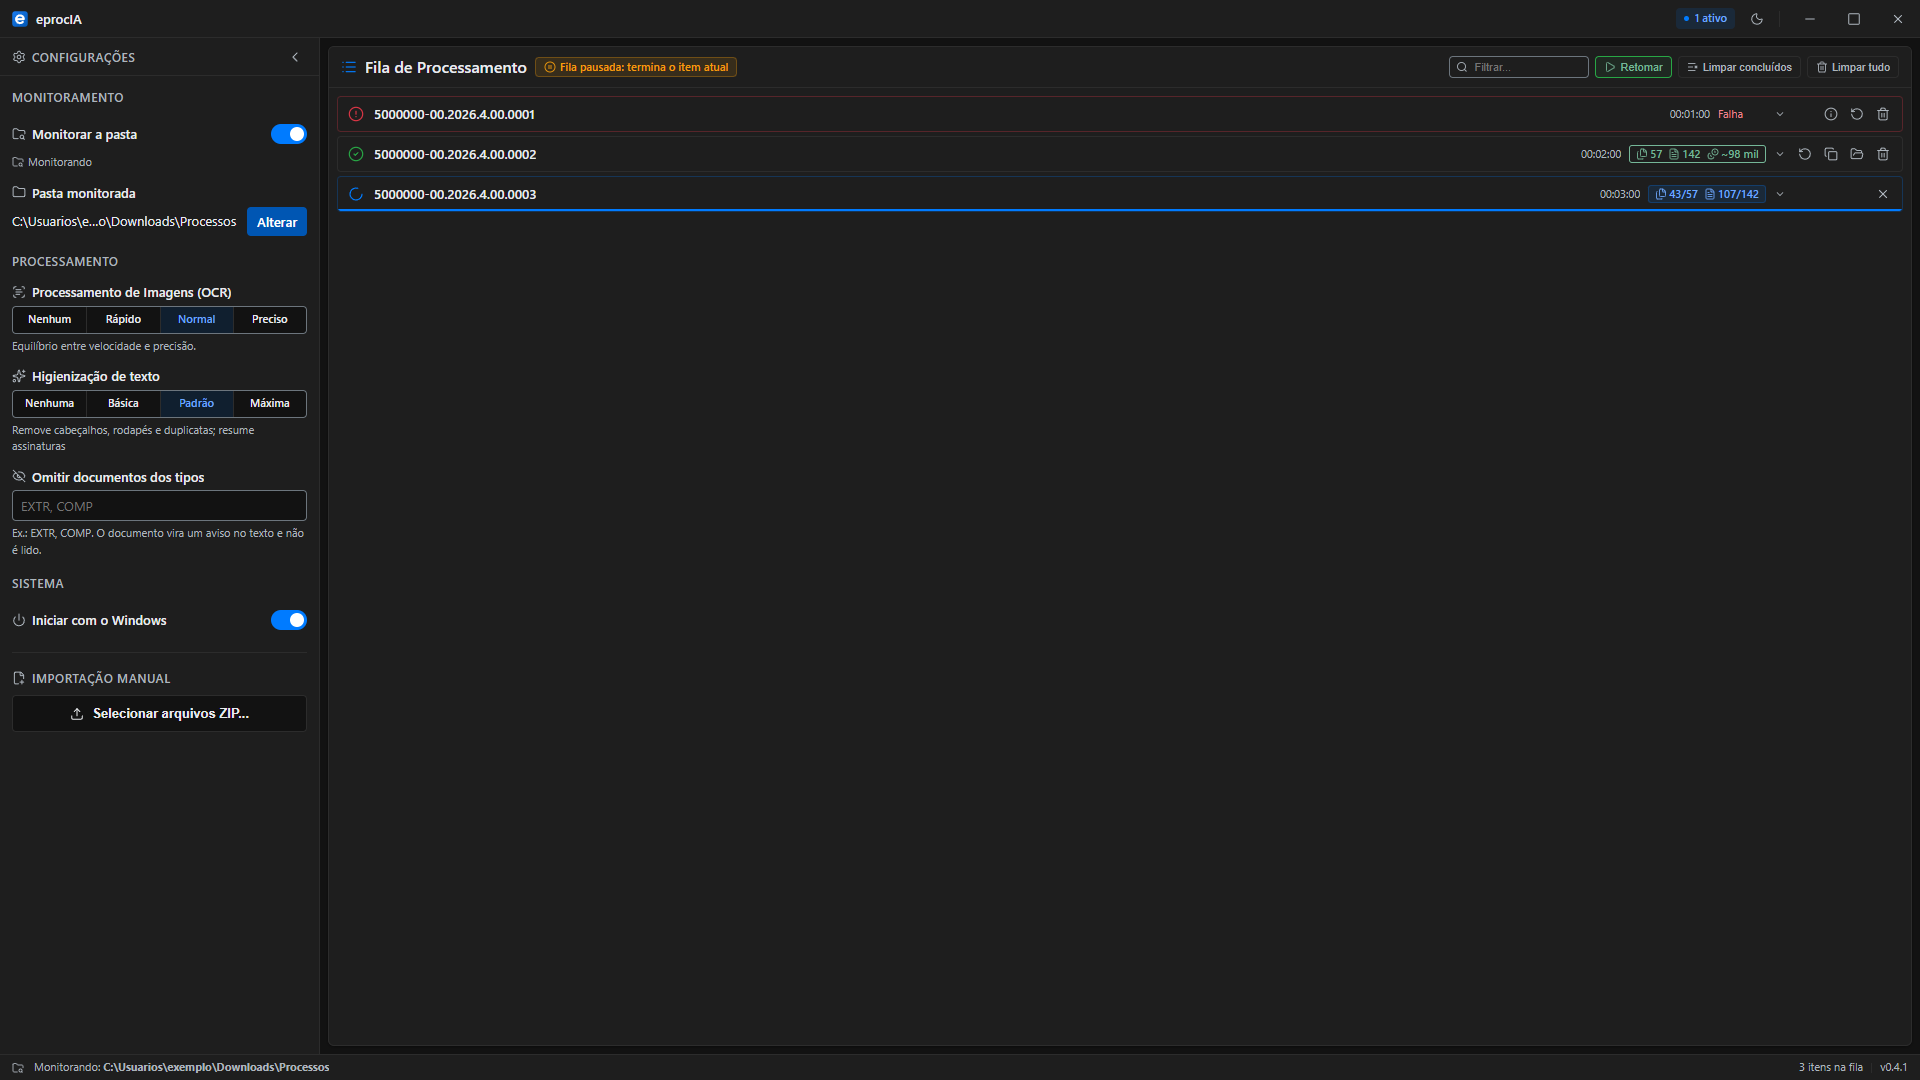 eprocIA
1 ativo
CONFIGURAÇÕES
MONITORAMENTO
Monitorar a pasta
Monitorando
Pasta monitorada
C:\Usuarios\e...o\Downloads\Processos
Alterar
PROCESSAMENTO
Processamento de Imagens (OCR)
Nenhum Rápido Normal Preciso
Equilíbrio entre velocidade e precisão.
Higienização de texto
Nenhuma Básica Padrão Máxima
Remove cabeçalhos, rodapés e duplicatas; resume
assinaturas
Omitir documentos dos tipos
EXTR, COMP
Ex.: EXTR, COMP. O documento vira um aviso no texto e não
é lido.
SISTEMA
Iniciar com o Windows
IMPORTAÇÃO MANUAL
Selecionar arquivos ZIP...
Fila de Processamento Fila pausada: termina o item atual Filtrar... Retomar Limpar concluídos Limpar tudo
5000000-00.2026.4.00.0001 00:01:00 Falha
5000000-00.2026.4.00.0002 00:02:00 57 142 ~98 mil
5000000-00.2026.4.00.0003 00:03:00 43/57 107/142
Monitorando: C:\Usuarios\exemplo\Downloads\Processos
3 itens na fila v0.4.1